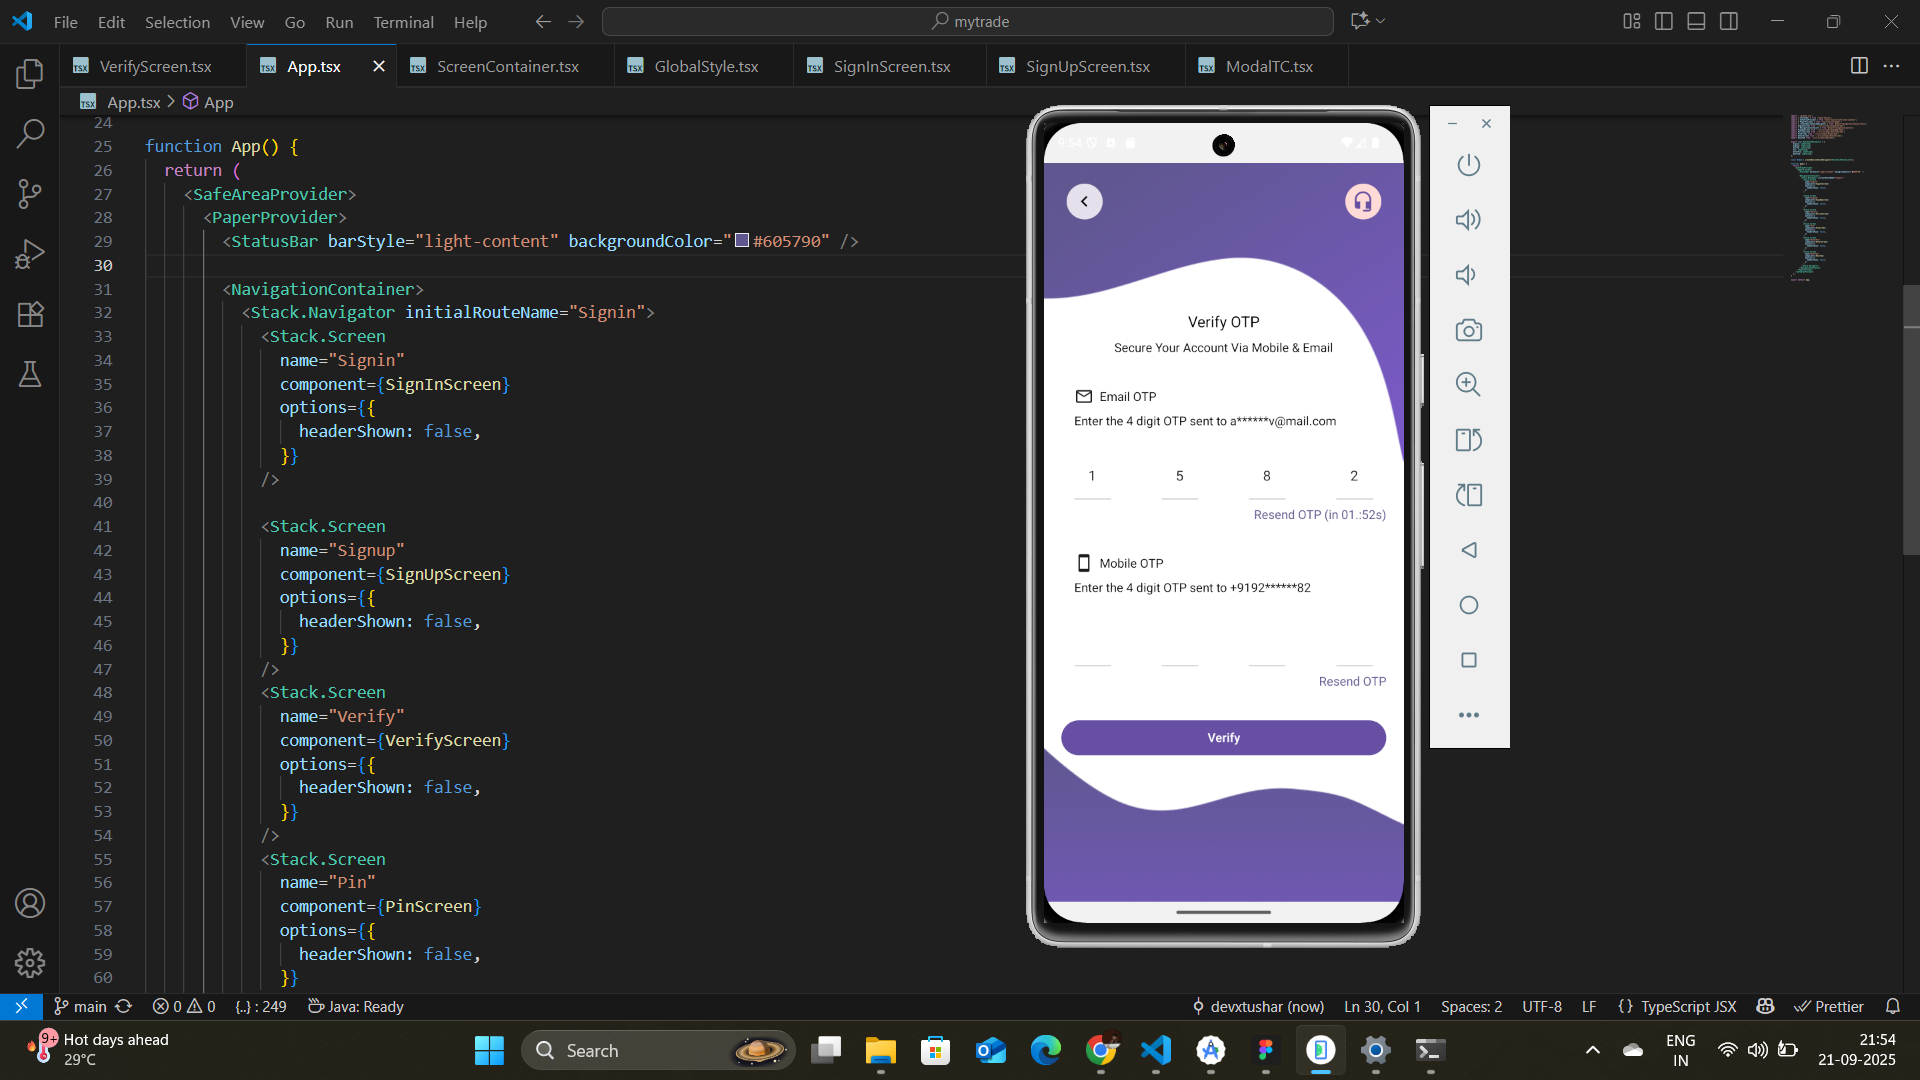 File Edit Selection View Go Run Terminal Help
mytrade
VerifyScreen.tsx
App.tsx
ScreenContainer.tsx
GlobalStyle.tsx
SignInScreen.tsx
SignUpScreen.tsx
ModalTC.tsx
App.tsx > App
24
25 function App() {
26 return (
27 <SafeAreaProvider>
28 <PaperProvider>
29 <StatusBar barStyle="light-content" backgroundColor="#605790" />
30
31 <NavigationContainer>
32 <Stack.Navigator initialRouteName="Signin">
33 <Stack.Screen
34 name="Signin"
35 component={SignInScreen}
36 options={{
37 headerShown: false,
38 }}
39 />
40
41 <Stack.Screen
42 name="Signup"
43 component={SignUpScreen}
44 options={{
45 headerShown: false,
46 }}
47 />
48 <Stack.Screen
49 name="Verify"
50 component={VerifyScreen}
51 options={{
52 headerShown: false,
53 }}
54 />
55 <Stack.Screen
56 name="Pin"
57 component={PinScreen}
58 options={{
59 headerShown: false,
60 }}
9:54
Verify OTP
Secure Your Account Via Mobile & Email
Email OTP
Enter the 4 digit OTP sent to a******v@mail.com
1 5 8 2
Resend OTP (in 01.:52s)
Mobile OTP
Enter the 4 digit OTP sent to +9192******82
Resend OTP
Verify
main 0 0 {..} : 249 Java: Ready
devxtushar (now) Ln 30, Col 1 Spaces: 2 UTF-8 LF {} TypeScript JSX Prettier
9+ Hot days ahead
29°C
Search
ENG
IN
21:54
21-09-2025